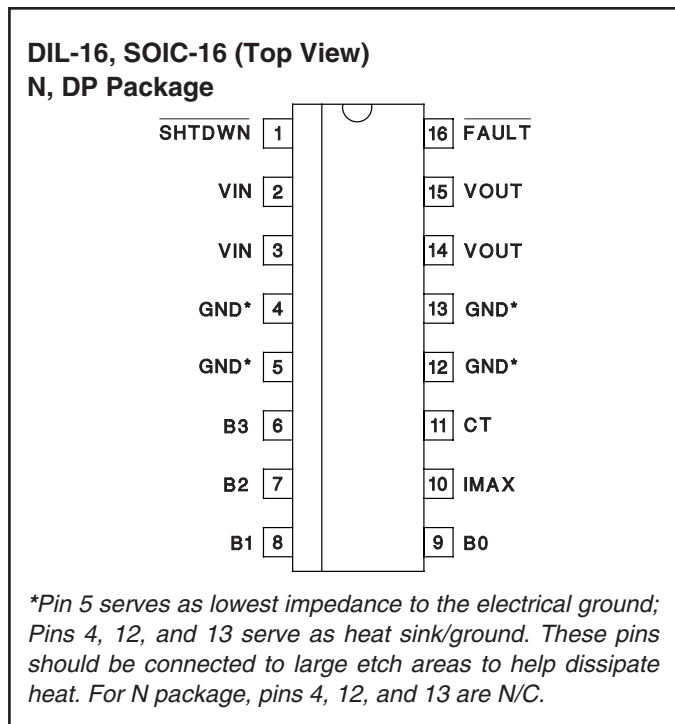 DIL-16, SOIC-16 (Top View)
N, DP Package
SHTDWN 1 16 FAULT
VIN 2 15 VOUT
VIN 3 14 VOUT
GND* 4 13 GND*
GND* 5 12 GND*
B3 6 11 CT
B2 7 10 IMAX
B1 8 9 B0
*Pin 5 serves as lowest impedance to the electrical ground;
Pins 4, 12, and 13 serve as heat sink/ground. These pins
should be connected to large etch areas to help dissipate
heat. For N package, pins 4, 12, and 13 are N/C.